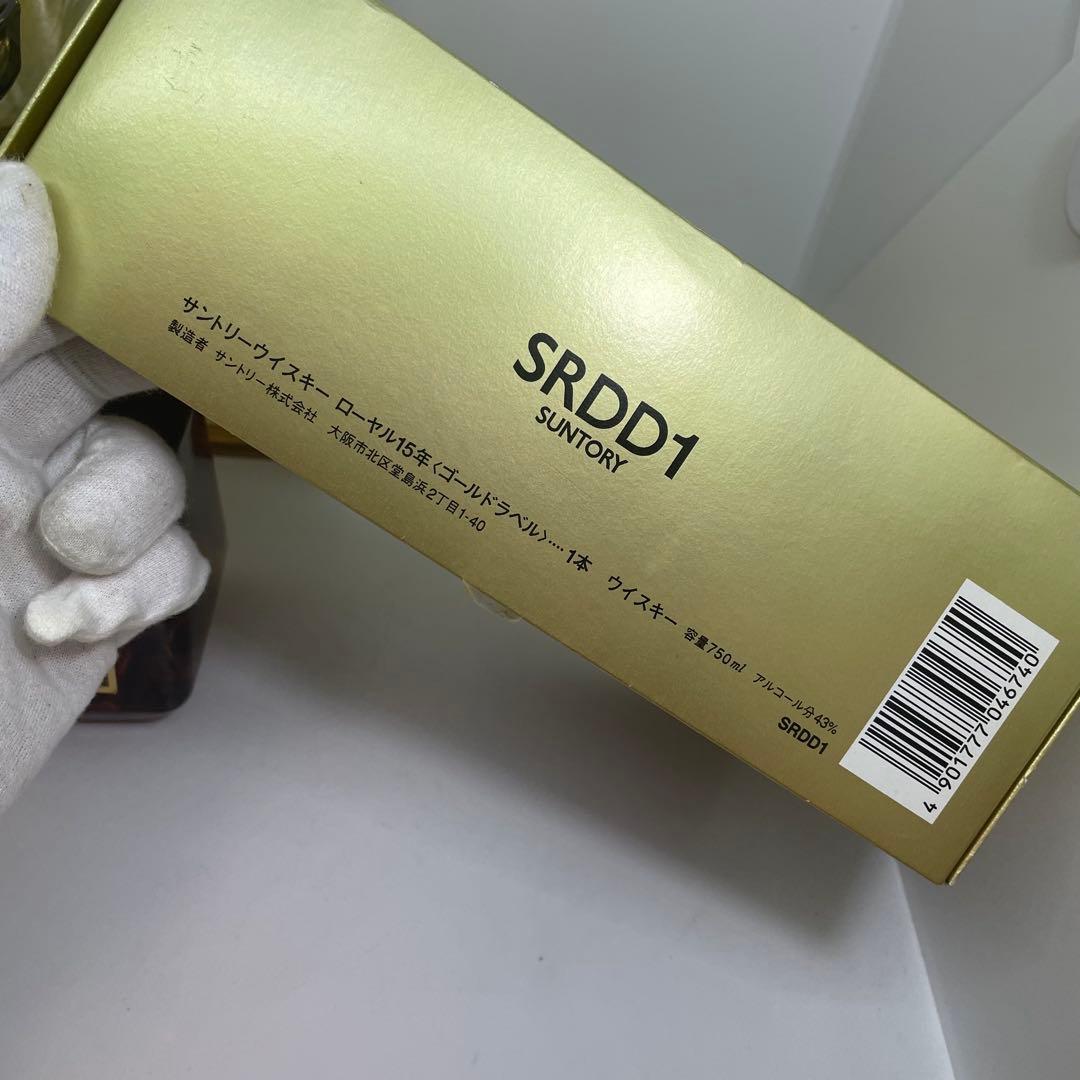 SRDD1
SUNTORY
サントリーウイスキー ローヤル15年〈ゴールドラベル〉‥‥1本 ウイスキー 容量750ml アルコール分43%
製造者 サントリー株式会社 大阪市北区堂島浜2丁目1-40
SRDD1
4 901777 046740